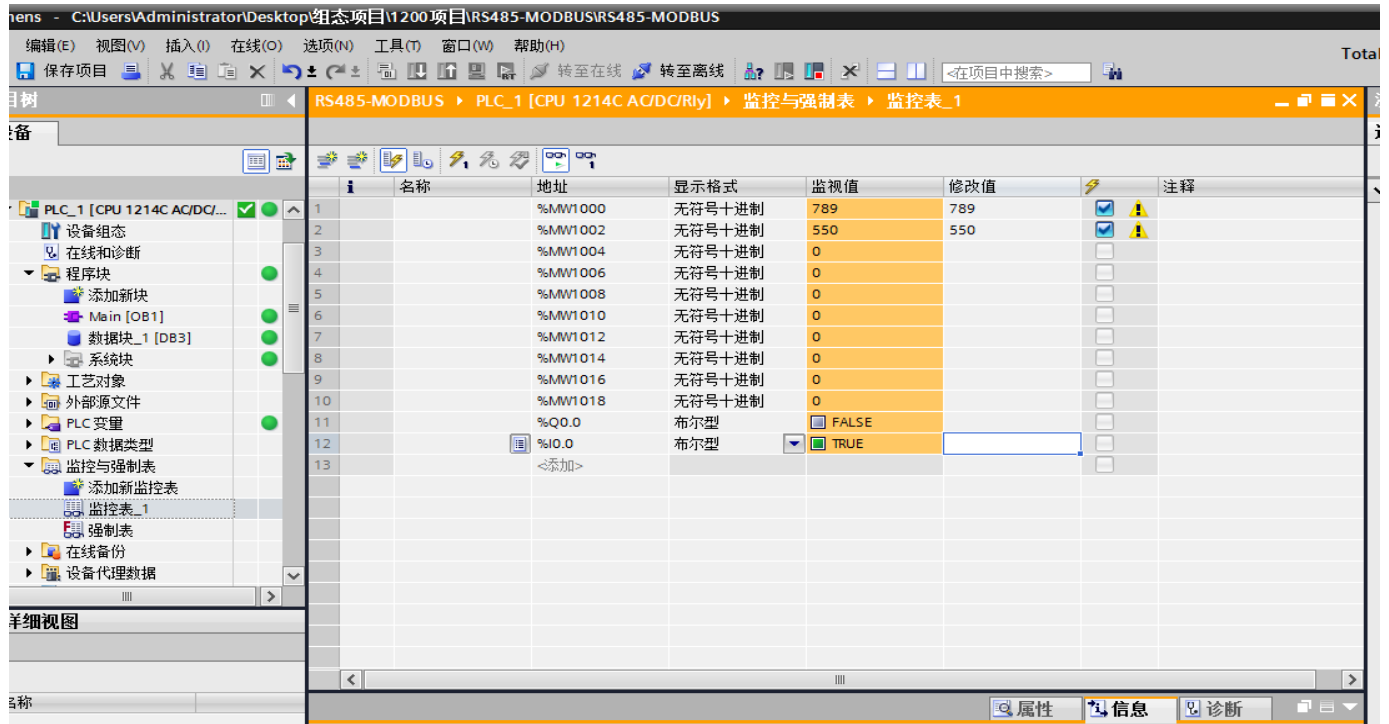 hens - C:\Users\Administrator\Desktop\组态项目\1200项目\RS485-MODBUS\RS485-MODBUS
编辑(E) 视图(V) 插入(I) 在线(O) 选项(N) 工具(T) 窗口(W) 帮助(H)
保存项目 转至在线 转至离线 <在项目中搜索>
RS485-MODBUS PLC_1 [CPU 1214C AC/DC/Rly] 监控与强制表 监控表_1
i 名称 地址 显示格式 监视值 修改值 注释
1 %MW1000 无符号十进制 789 789
2 %MW1002 无符号十进制 550 550
3 %MW1004 无符号十进制 0
4 %MW1006 无符号十进制 0
5 %MW1008 无符号十进制 0
6 %MW1010 无符号十进制 0
7 %MW1012 无符号十进制 0
8 %MW1014 无符号十进制 0
9 %MW1016 无符号十进制 0
10 %MW1018 无符号十进制 0
11 %Q0.0 布尔型 FALSE
12 %I0.0 布尔型 TRUE
13 <添加>
PLC_1 [CPU 1214C AC/DC/...
设备组态
在线和诊断
程序块
添加新块
Main [OB1]
数据块_1 [DB3]
系统块
工艺对象
外部源文件
PLC 变量
PLC 数据类型
监控与强制表
添加新监控表
监控表_1
强制表
在线备份
设备代理数据
详细视图
名称
属性 信息 诊断